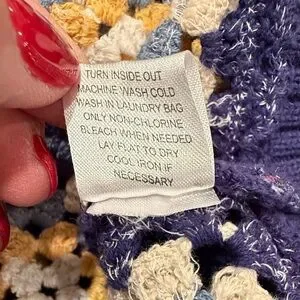 TURN INSIDE OUT
MACHINE WASH COLD
WASH IN LAUNDRY BAG
ONLY NON-CHLORINE
BLEACH WHEN NEEDED
LAY FLAT TO DRY
COOL IRON IF
NECESSARY